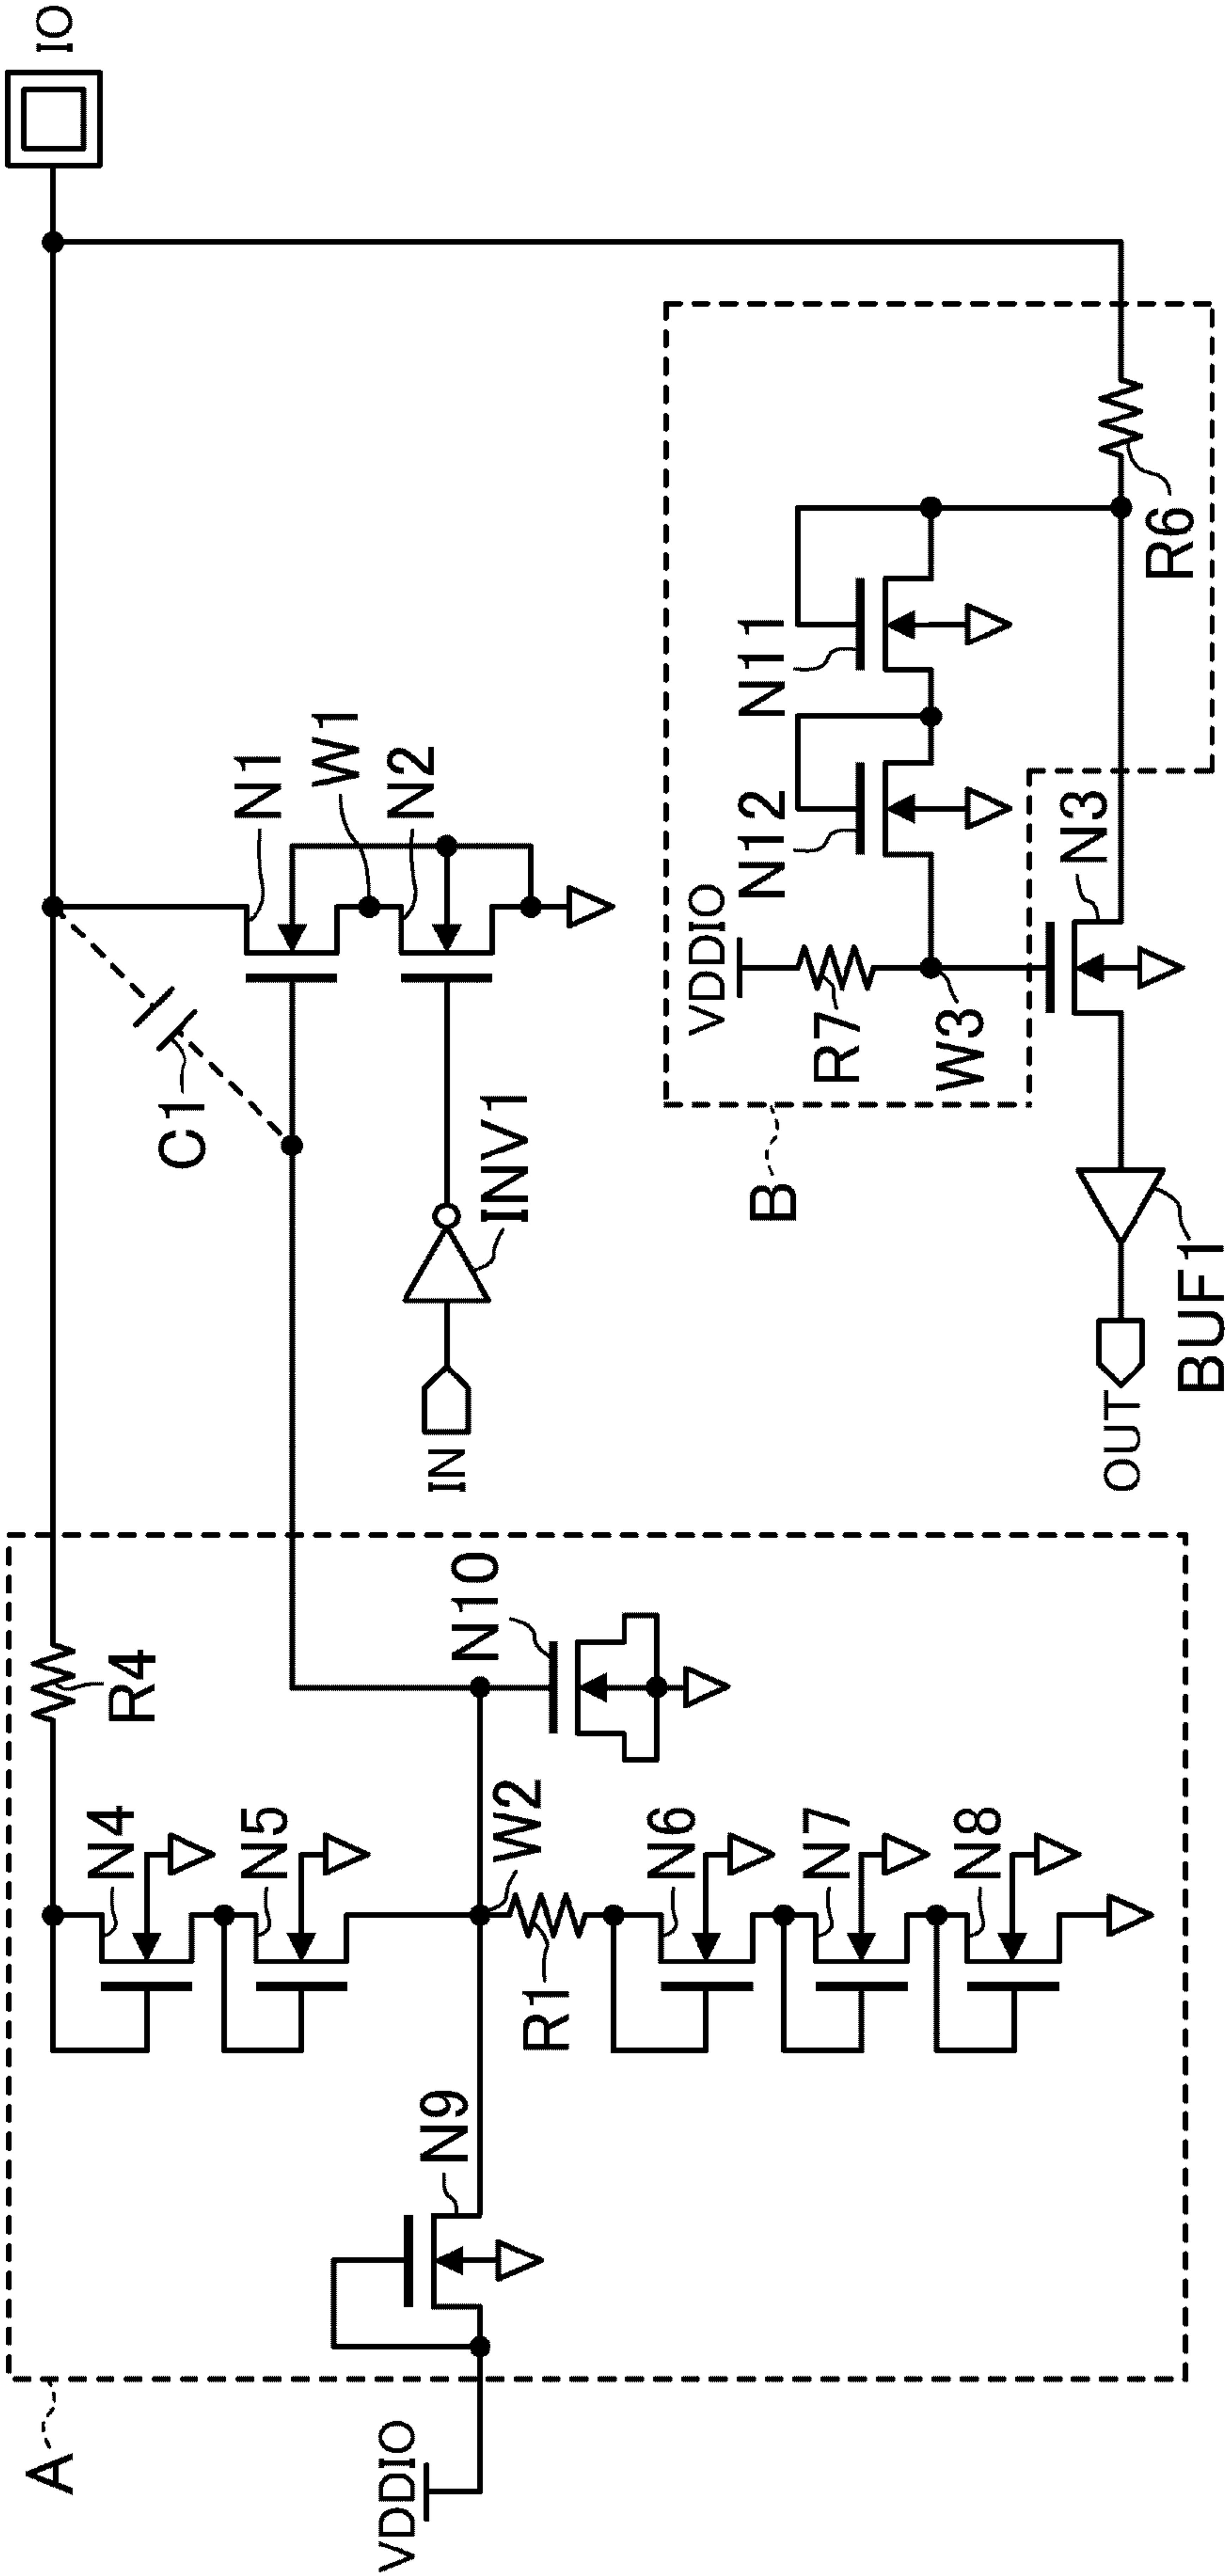 A
VDDIO
N9
N4
N5
W2
R1
N6
N7
N8
R4
N10
IN
INV1
C1
N1
W1
N2
IO
OUT
BUF1
B
VDDIO
R7
W3
N12
N11
N3
R6